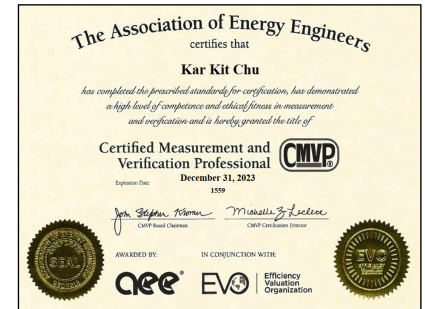 The Association of Energy Engineers
certifies that
Kar Kit Chu
has completed the prescribed standards for certification, has demonstrated
a high level of competence and ethical fitness in measurement
and verification and is hereby granted the title of
Certified Measurement and
Verification Professional
CMVP®
Expiration Date:
December 31, 2023
1559
CMVP Board Chairman
CMVP Certification Director
AWARDED BY:
IN CONJUNCTION WITH:
aee®
EVO
Efficiency
Valuation
Organization
SEAL
EVO